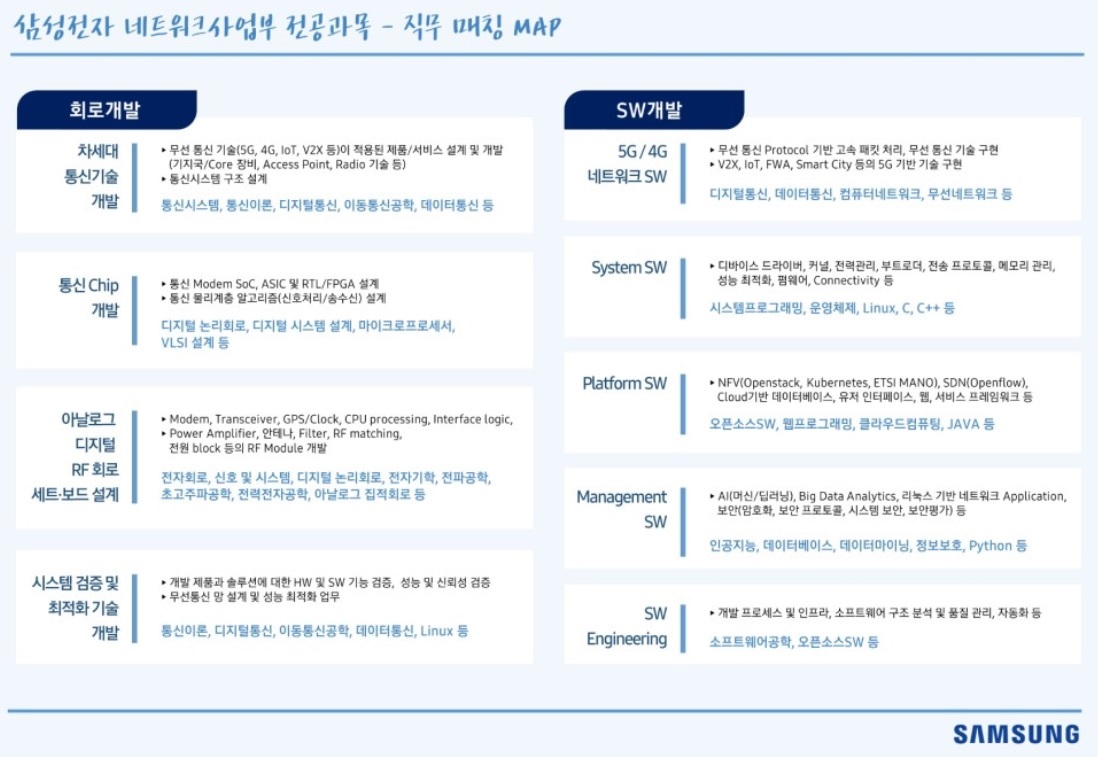 삼성전자 네트워크사업부 전공과목 - 직무 매칭 MAP
회로개발
차세대
통신기술
개발
▸ 무선 통신 기술(5G, 4G, IoT, V2X 등)이 적용된 제품/서비스 설계 및 개발
(기지국/Core 장비, Access Point, Radio 기술 등)
▸ 통신시스템 구조 설계
통신시스템, 통신이론, 디지털통신, 이동통신공학, 데이터통신 등
통신 Chip
개발
▸ 통신 Modem SoC, ASIC 및 RTL/FPGA 설계
▸ 통신 물리계층 알고리즘(신호처리/송수신) 설계
디지털 논리회로, 디지털 시스템 설계, 마이크로프로세서,
VLSI 설계 등
아날로그
디지털
RF 회로
세트·보드 설계
▸ Modem, Transceiver, GPS/Clock, CPU processing, Interface logic,
▸ Power Amplifier, 안테나, Filter, RF matching,
전원 block 등의 RF Module 개발
전자회로, 신호 및 시스템, 디지털 논리회로, 전자기학, 전파공학,
초고주파공학, 전력전자공학, 아날로그 집적회로 등
시스템 검증 및
최적화 기술
개발
▸ 개발 제품과 솔루션에 대한 HW 및 SW 기능 검증, 성능 및 신뢰성 검증
▸ 무선통신 망 설계 및 성능 최적화 업무
통신이론, 디지털통신, 이동통신공학, 데이터통신, Linux 등
SW개발
5G / 4G
네트워크 SW
▸ 무선 통신 Protocol 기반 고속 패킷 처리, 무선 통신 기술 구현
▸ V2X, IoT, FWA, Smart City 등의 5G 기반 기술 구현
디지털통신, 데이터통신, 컴퓨터네트워크, 무선네트워크 등
System SW
▸ 디바이스 드라이버, 커널, 전력관리, 부트로더, 전송 프로토콜, 메모리 관리,
성능 최적화, 펌웨어, Connectivity 등
시스템프로그래밍, 운영체제, Linux, C, C++ 등
Platform SW
▸ NFV(Openstack, Kubernetes, ETSI MANO), SDN(Openflow),
Cloud기반 데이터베이스, 유저 인터페이스, 웹, 서비스 프레임워크 등
오픈소스SW, 웹프로그래밍, 클라우드컴퓨팅, JAVA 등
Management
SW
▸ AI(머신/딥러닝), Big Data Analytics, 리눅스 기반 네트워크 Application,
보안(암호화, 보안 프로토콜, 시스템 보안, 보안평가) 등
인공지능, 데이터베이스, 데이터마이닝, 정보보호, Python 등
SW
Engineering
▸ 개발 프로세스 및 인프라, 소프트웨어 구조 분석 및 품질 관리, 자동화 등
소프트웨어공학, 오픈소스SW 등
SAMSUNG